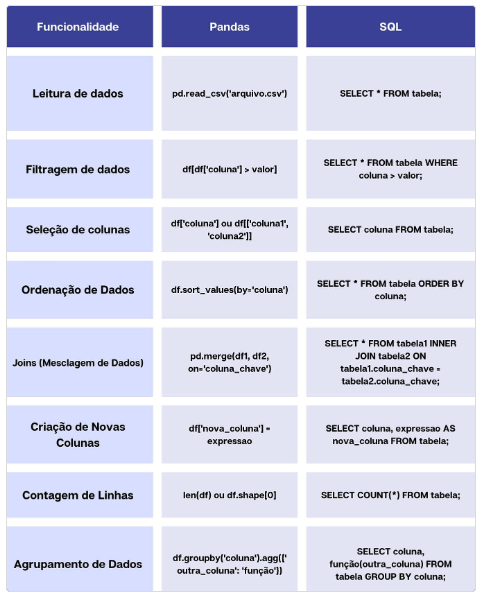 Funcionalidade
Pandas
SQL
Leitura de dados
pd.read_csv('arquivo.csv')
SELECT * FROM tabela;
Filtragem de dados
df[df['coluna'] > valor]
SELECT * FROM tabela WHERE
coluna > valor;
Seleção de colunas
df['coluna'] ou df[['coluna1',
'coluna2']]
SELECT coluna FROM tabela;
Ordenação de Dados
df.sort_values(by='coluna')
SELECT * FROM tabela ORDER BY
coluna;
Joins (Mesclagem de Dados)
pd.merge(df1, df2,
on='coluna_chave')
SELECT * FROM tabela1 INNER
JOIN tabela2 ON
tabela1.coluna_chave =
tabela2.coluna_chave;
Criação de Novas
Colunas
df['nova_coluna'] =
expressao
SELECT coluna, expressao AS
nova_coluna FROM tabela;
Contagem de Linhas
len(df) ou df.shape[0]
SELECT COUNT(*) FROM tabela;
Agrupamento de Dados
df.groupby('coluna').agg({'
outra_coluna': 'função'})
SELECT coluna,
função(outra_coluna) FROM
tabela GROUP BY coluna;